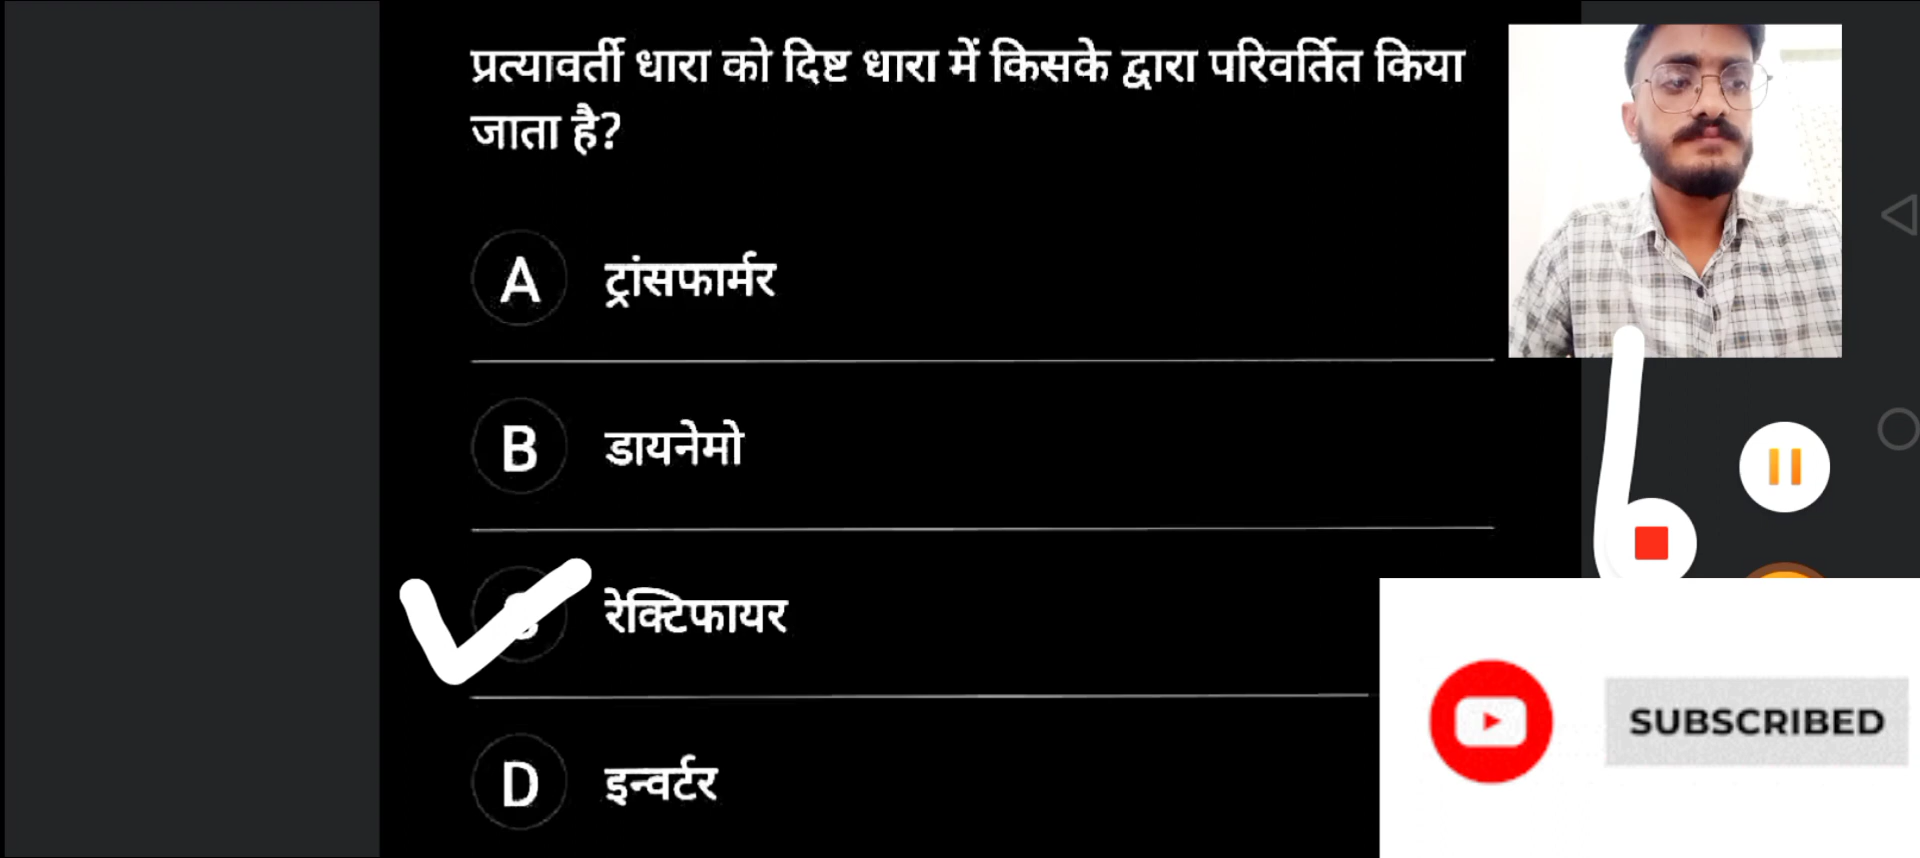 प्रत्यावर्ती धारा को दिष्ट धारा में किसके द्वारा परिवर्तित किया
जाता है?
A ट्रांसफार्मर
B डायनेमो
रेक्टिफायर
D इन्वर्टर
SUBSCRIBED